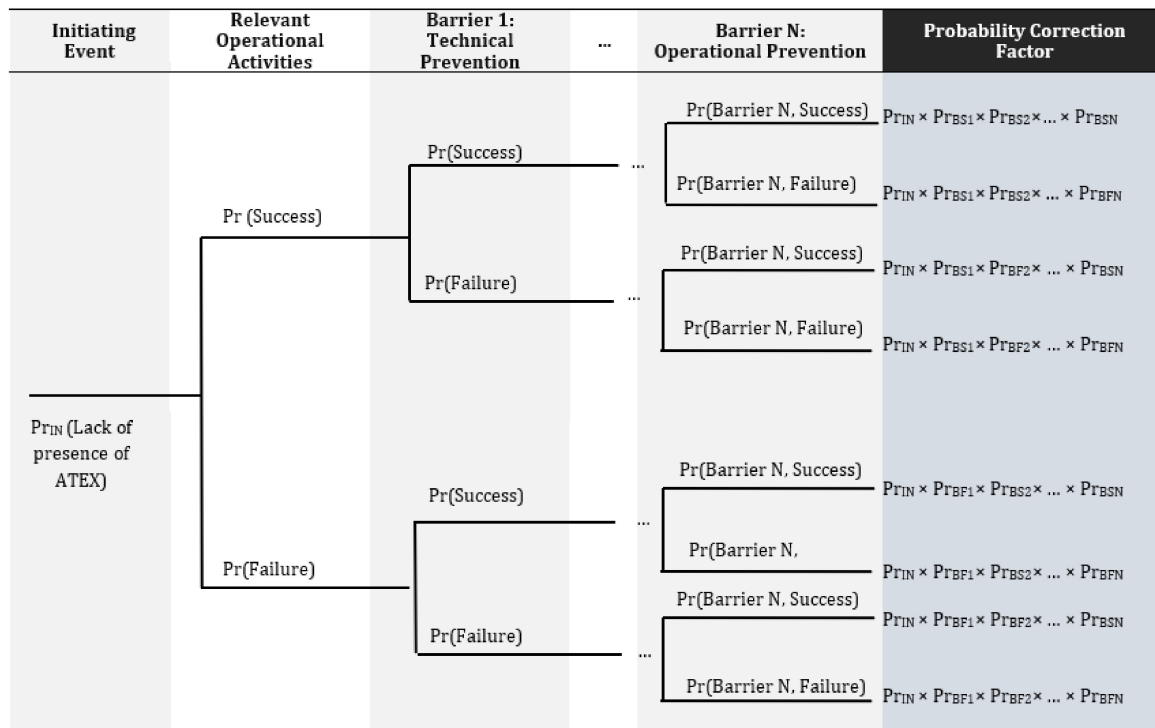 Initiating
Event
Relevant
Operational
Activities
Barrier 1:
Technical
Prevention
...
Barrier N:
Operational Prevention
Probability Correction
Factor
Pr(Barrier N, Success)
PrIN × PrBS1× PrBS2× ... × PrBSN
Pr(Success)
...
Pr(Barrier N, Failure)
PrIN × PrBS1× PrBS2× ... × PrBFN
Pr (Success)
Pr(Barrier N, Success)
PrIN × PrBS1× PrBF2× ... × PrBSN
Pr(Failure)
...
Pr(Barrier N, Failure)
PrIN × PrBS1× PrBF2× ... × PrBFN
PrIN (Lack of
presence of
ATEX)
Pr(Barrier N, Success)
PrIN × PrBF1× PrBS2× ... × PrBSN
Pr(Success)
...
Pr(Barrier N,
PrIN × PrBF1× PrBS2× ... × PrBFN
Pr(Failure)
Pr(Barrier N, Success)
PrIN × PrBF1× PrBF2× ... × PrBSN
Pr(Failure)
...
Pr(Barrier N, Failure)
PrIN × PrBF1× PrBF2× ... × PrBFN